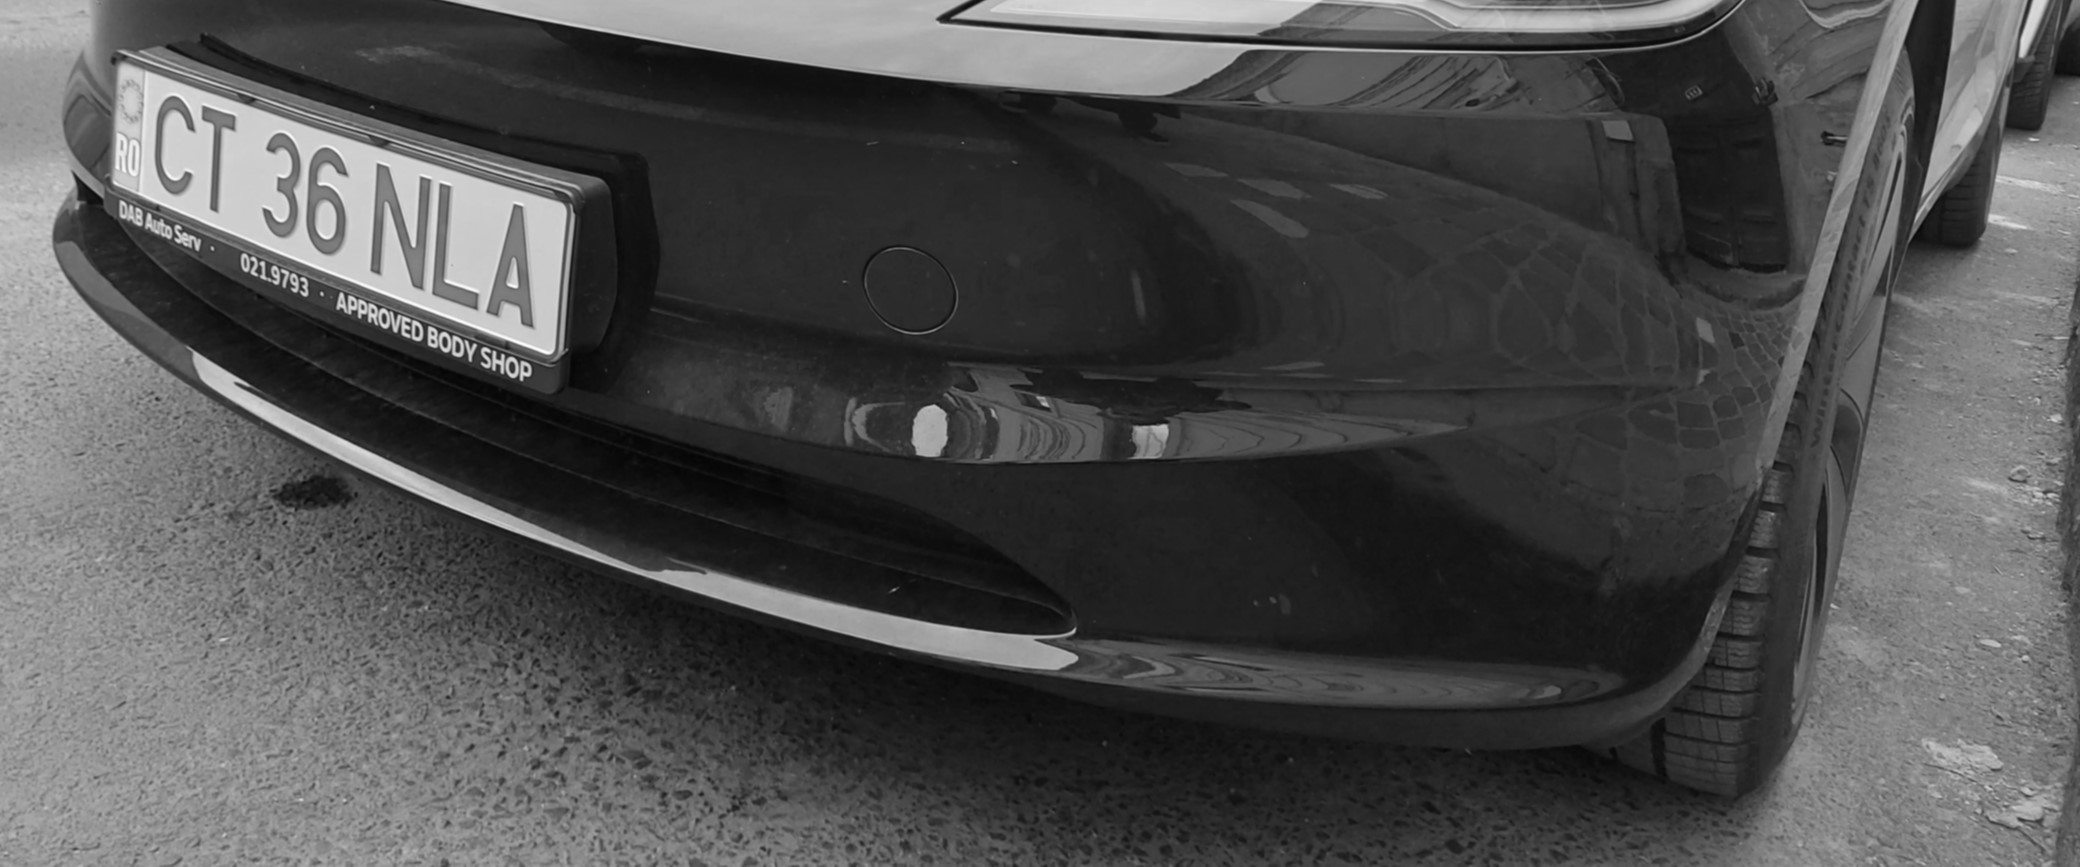 RO
CT 36 NLA
DAB Auto Serv · 021.9793 · APPROVED BODY SHOP